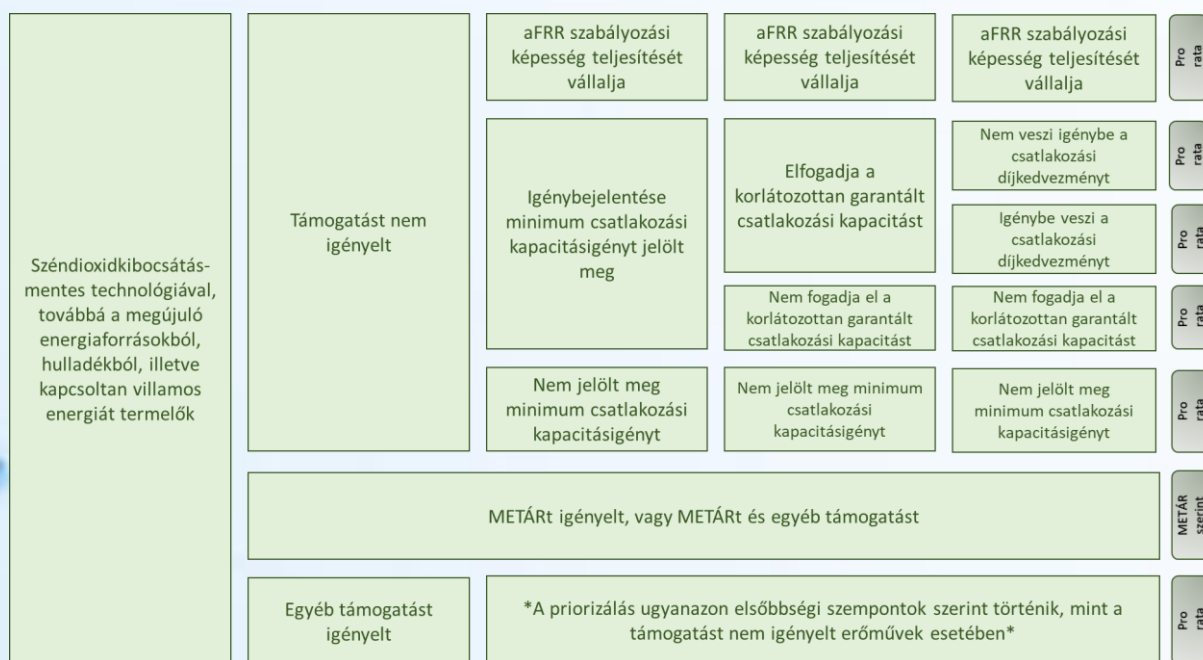 Széndioxidkibocsátás-
mentes technológiával,
továbbá a megújuló
energiaforrásokból,
hulladékból, illetve
kapcsoltan villamos
energiát termelők
Támogatást nem
igényelt
aFRR szabályozási
képesség teljesítését
vállalja
aFRR szabályozási
képesség teljesítését
vállalja
aFRR szabályozási
képesség teljesítését
vállalja
Pro
rata
Igénybejelentése
minimum csatlakozási
kapacitásigényt jelölt
meg
Elfogadja a
korlátozottan garantált
csatlakozási kapacitást
Nem veszi igénybe a
csatlakozási
díjkedvezményt
Pro
rata
Igénybe veszi a
csatlakozási
díjkedvezményt
Pro
rata
Nem fogadja el a
korlátozottan garantált
csatlakozási kapacitást
Nem fogadja el a
korlátozottan garantált
csatlakozási kapacitást
Pro
rata
Nem jelölt meg
minimum csatlakozási
kapacitásigényt
Nem jelölt meg minimum
csatlakozási
kapacitásigényt
Nem jelölt meg
minimum csatlakozási
kapacitásigényt
Pro
rata
METÁRt igényelt, vagy METÁRt és egyéb támogatást
METÁR
szerint
Egyéb támogatást
igényelt
*A priorizálás ugyanazon elsőbbségi szempontok szerint történik, mint a
támogatást nem igényelt erőművek esetében*
Pro
rata